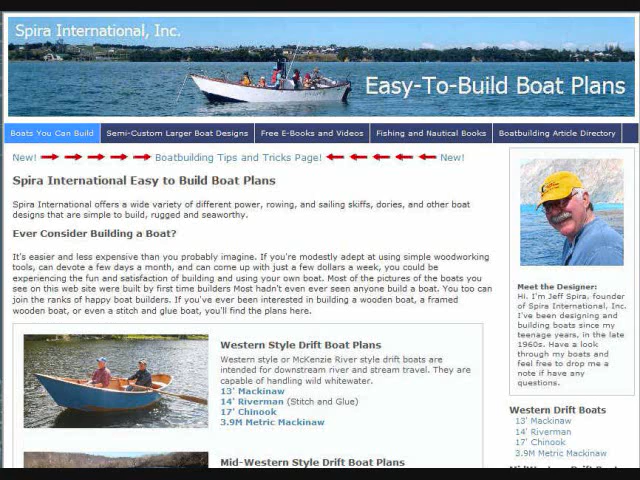 Spira International, Inc.
Easy-To-Build Boat Plans
Boats You Can Build
Semi-Custom Larger Boat Designs
Free E-Books and Videos
Fishing and Nautical Books
Boatbuilding Article Directory
New! Boatbuilding Tips and Tricks Page! New!
Spira International Easy to Build Boat Plans
Spira International offers a wide variety of different power, rowing, and sailing skiffs, dories, and other boat
designs that are simple to build, rugged and seaworthy.
Ever Consider Building a Boat?
It's easier and less expensive than you probably imagine. If you're modestly adept at using simple woodworking
tools, can devote a few days a month, and can come up with just a few dollars a week, you could be
experiencing the fun and satisfaction of building and using your own boat. Most of the pictures of the boats you
see on this web site were built by first time builders Most hadn't even ever seen anyone build a boat. You too can
join the ranks of happy boat builders. If you've ever been interested in building a wooden boat, a framed
wooden boat, or even a stitch and glue boat, you'll find the plans here.
Western Style Drift Boat Plans
Western style or McKenzie River style drift boats are
intended for downstream river and stream travel. They are
capable of handling wild whitewater.
13' Mackinaw
14' Riverman (Stitch and Glue)
17' Chinook
3.9M Metric Mackinaw
Mid-Western Style Drift Boat Plans
Meet the Designer:
Hi. I'm Jeff Spira, founder
of Spira International, Inc.
I've been designing and
building boats since my
teenage years, in the late
1960s. Have a look
through my boats and
feel free to drop me a
note if have any
questions.
Western Drift Boats
13' Mackinaw
14' Riverman
17' Chinook
3.9M Metric Mackinaw